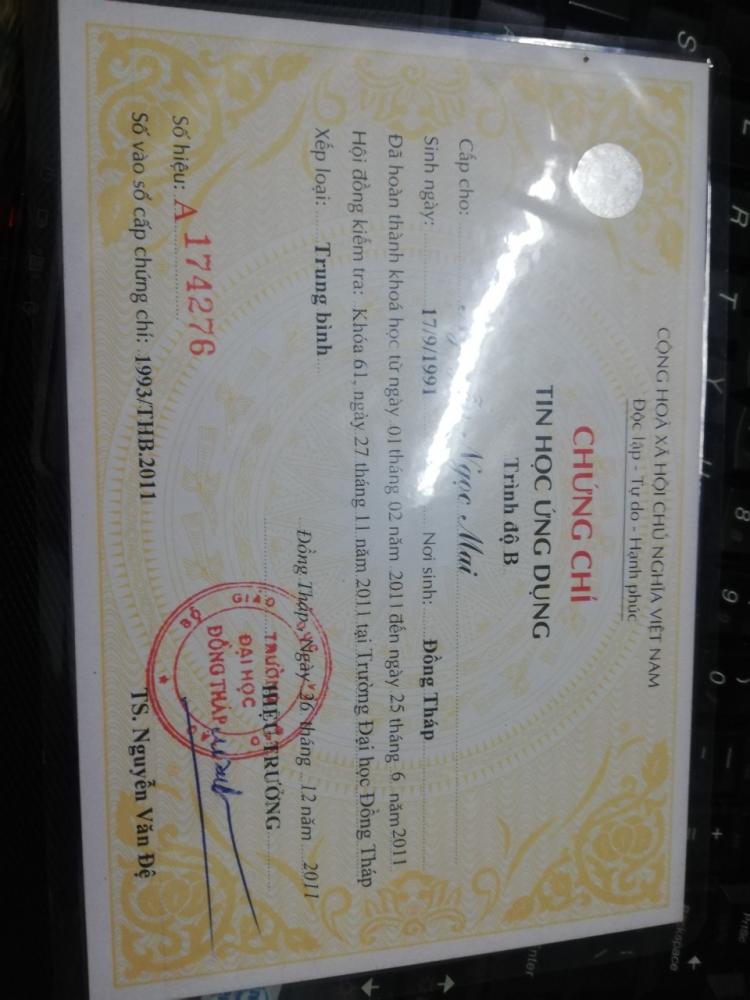 CỘNG HOÀ XÃ HỘI CHỦ NGHĨA VIỆT NAM
Độc lập - Tự do - Hạnh phúc
CHỨNG CHỈ
TIN HỌC ỨNG DỤNG
Trình độ B
Cấp cho: Ngọc Mai
Sinh ngày: 17/9/1991 Nơi sinh: Đồng Tháp
Đã hoàn thành khoá học từ ngày 01 tháng 02 năm 2011 đến ngày 25 tháng 6 năm 2011
Hội đồng kiểm tra: Khóa 61, ngày 27 tháng 11 năm 2011 tại Trường Đại học Đồng Tháp
Xếp loại: Trung bình
Đồng Tháp, Ngày 26 tháng 12 năm 2011
HIỆU TRƯỞNG
TRƯỜNG
ĐẠI HỌC
ĐỒNG THÁP
Số hiệu: A 174276
Số vào sổ cấp chứng chỉ: 1993/THB.2011
TS. Nguyễn Văn Đệ